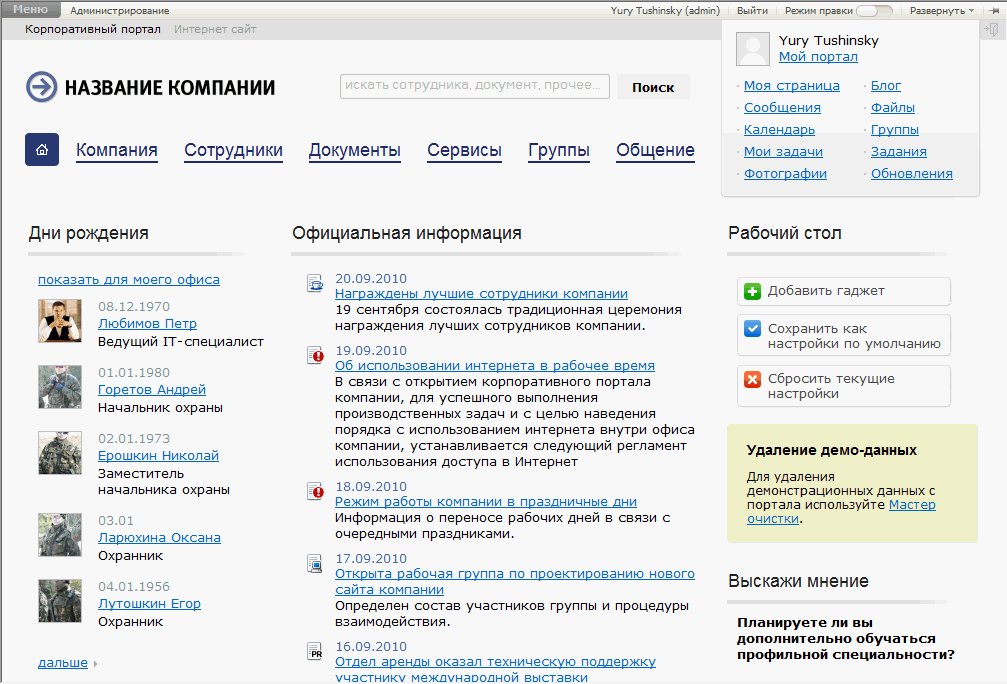 Меню
Администрирование
Yury Tushinsky (admin)
Выйти
Режим правки
Развернуть
Корпоративный портал
Интернет сайт
Yury Tushinsky
Мой портал
Моя страница
Блог
Сообщения
Файлы
Календарь
Группы
Мои задачи
Задания
Фотографии
Обновления
НАЗВАНИЕ КОМПАНИИ
искать сотрудника, документ, прочее...
Поиск
Компания
Сотрудники
Документы
Сервисы
Группы
Общение
Дни рождения
показать для моего офиса
08.12.1970
Любимов Петр
Ведущий IT-специалист
01.01.1980
Горетов Андрей
Начальник охраны
02.01.1973
Ерошкин Николай
Заместитель
начальника охраны
03.01
Ларюхина Оксана
Охранник
04.01.1956
Лутошкин Егор
Охранник
дальше
Официальная информация
20.09.2010
Награждены лучшие сотрудники компании
19 сентября состоялась традиционная церемония
награждения лучших сотрудников компании.
19.09.2010
Об использовании интернета в рабочее время
В связи с открытием корпоративного портала
компании, для успешного выполнения
производственных задач и с целью наведения
порядка с использованием интернета внутри офиса
компании, устанавливается следующий регламент
использования доступа в Интернет
18.09.2010
Режим работы компании в праздничные дни
Информация о переносе рабочих дней в связи с
очередными праздниками.
17.09.2010
Открыта рабочая группа по проектированию нового
сайта компании
Определен состав участников группы и процедуры
взаимодействия.
PR
16.09.2010
Отдел аренды оказал техническую поддержку
участнику международной выставки
Рабочий стол
Добавить гаджет
Сохранить как
настройки по умолчанию
Сбросить текущие
настройки
Удаление демо-данных
Для удаления
демонстрационных данных с
портала используйте Мастер
очистки.
Выскажи мнение
Планируете ли вы
дополнительно обучаться
профильной специальности?